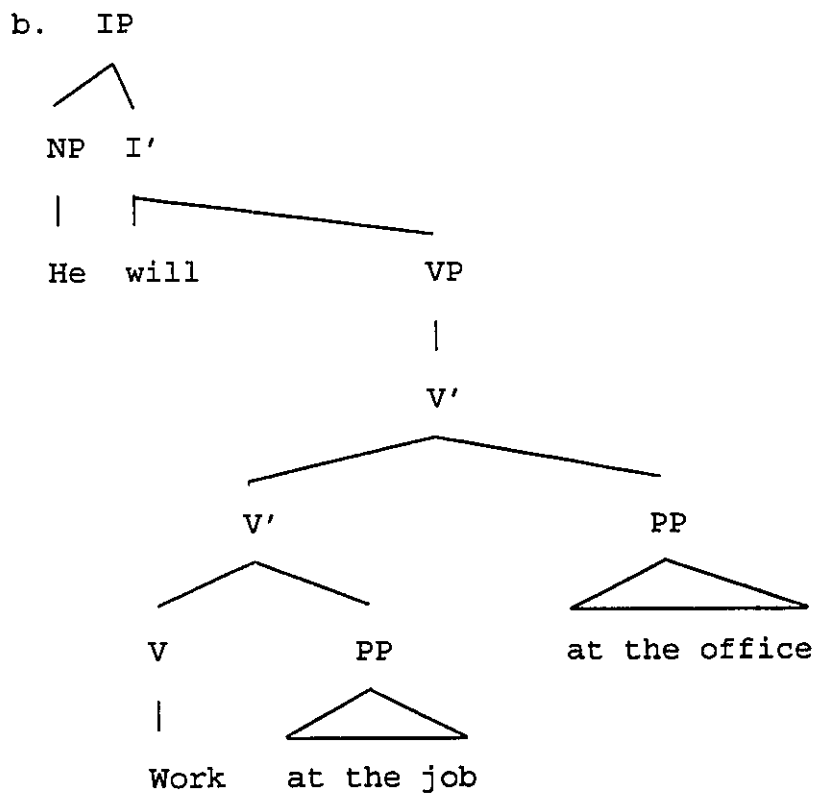 b. IP
NP I'
He will VP
V'
V' PP
V PP at the office
Work at the job